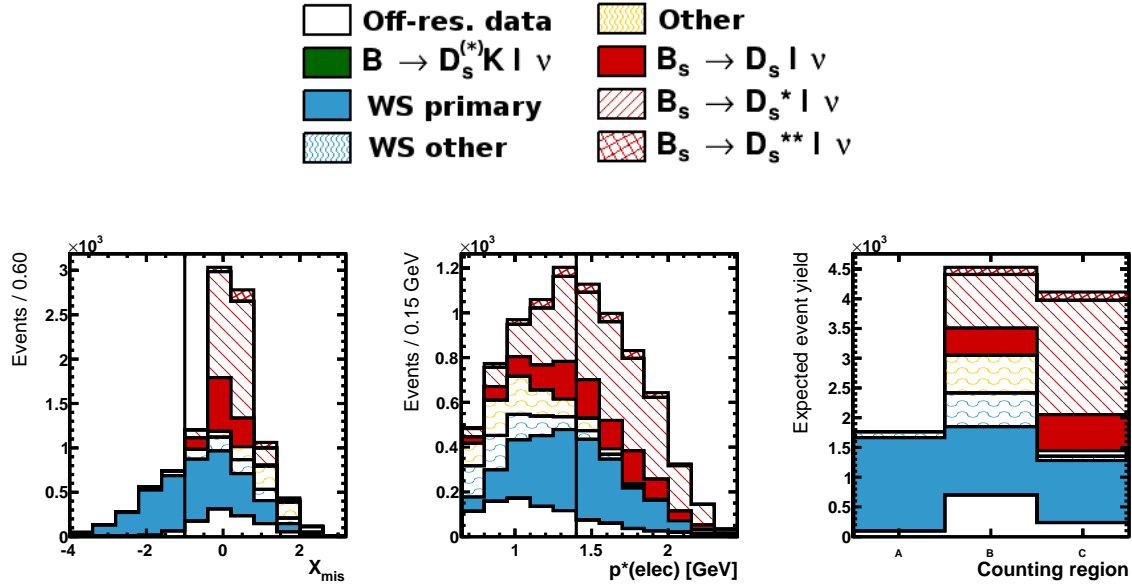 Off-res. data
B → D_s^(*) K l ν
WS primary
WS other
Other
B_s → D_s l ν
B_s → D_s* l ν
B_s → D_s** l ν
×10³
Events / 0.60
3
2.5
2
1.5
1
0.5
0
-4 -2 0 2
X_mis
×10³
Events / 0.15 GeV
1.2
1
0.8
0.6
0.4
0.2
0
1 1.5 2
p*(elec) [GeV]
×10³
Expected event yield
4.5
4
3.5
3
2.5
2
1.5
1
0.5
0
A B C
Counting region